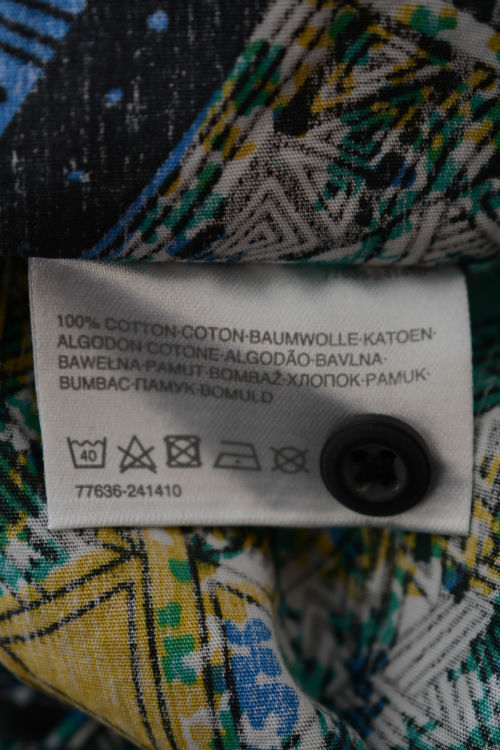 100% COTTON·COTON·BAUMWOLLE·KATOEN·
ALGODON·COTONE·ALGODÃO·BAVLNA·
BAWEŁNA·PAMUT·BOMBAŽ·ХЛОПОК·PAMUK·
BUMBAC·ПАМУК·BOMULD
40
77636-241410